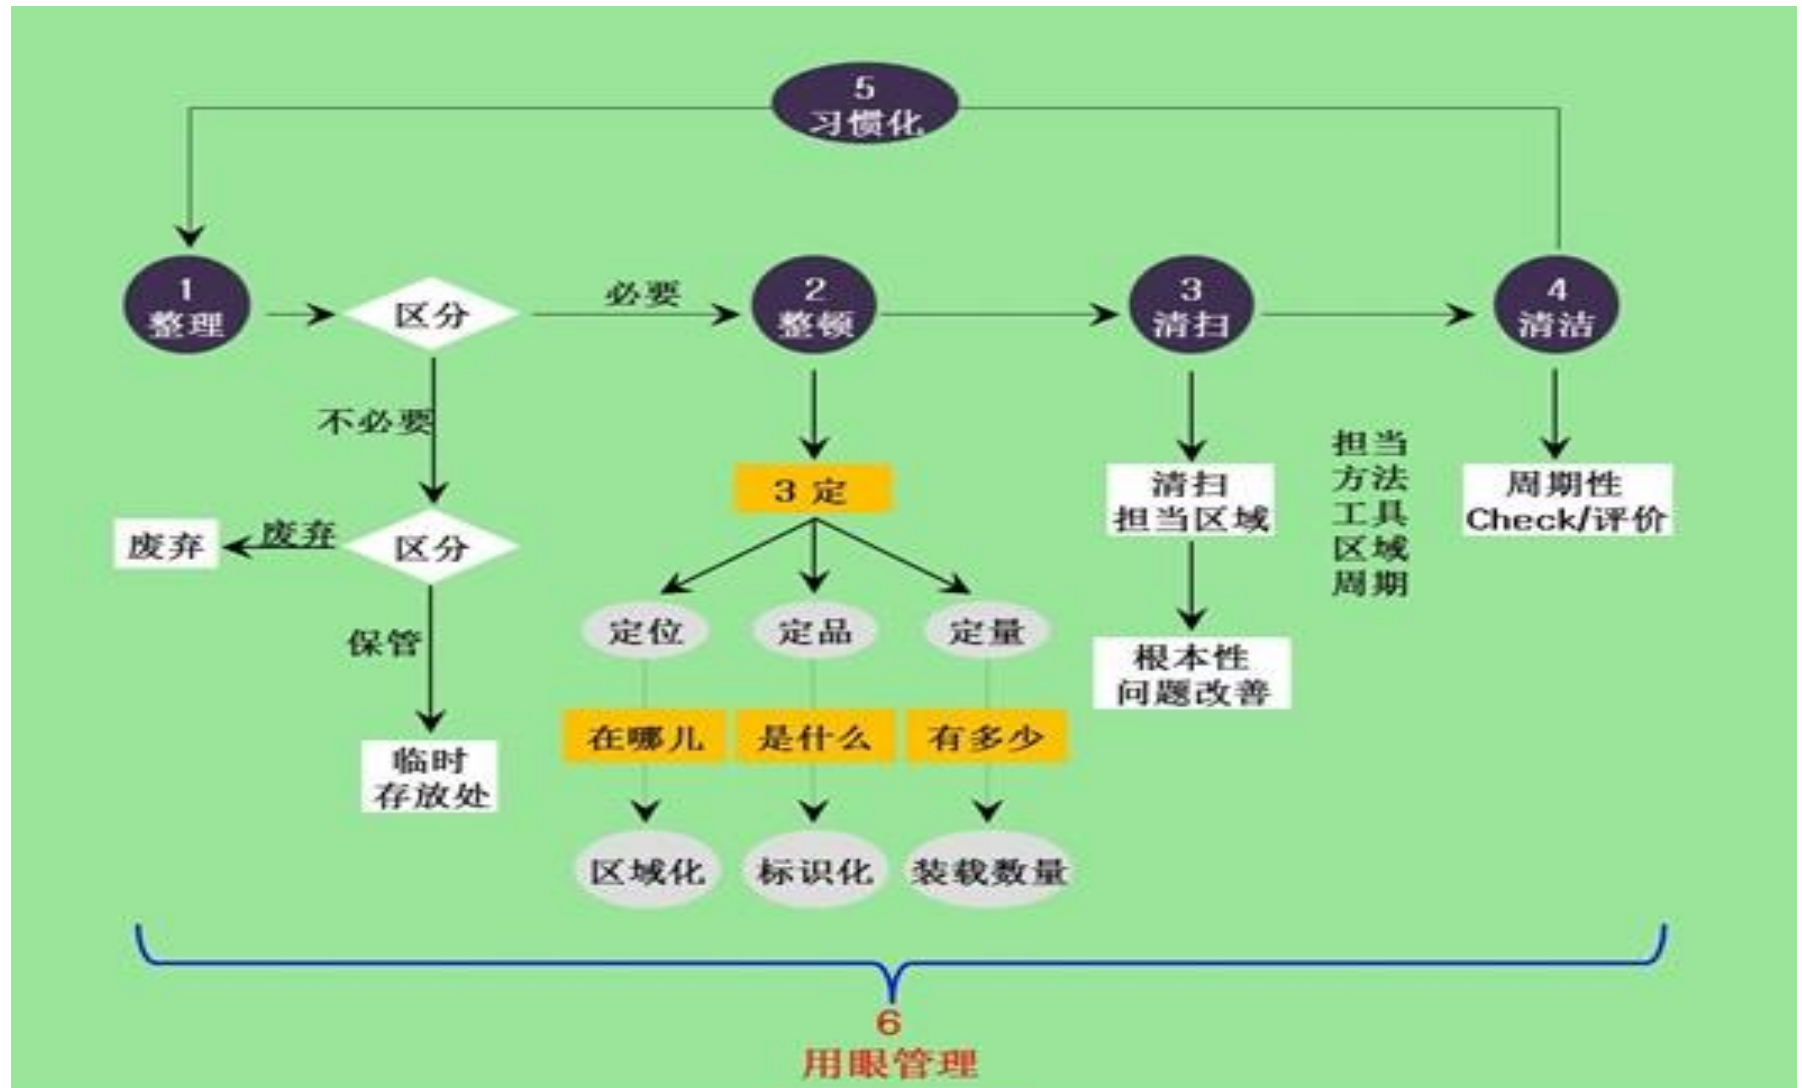 5
习惯化
1
整理
区分
必要
2
整顿
3
清扫
4
清洁
不必要
废弃
废弃
区分
保管
临时
存放处
3 定
定位
定品
定量
在哪儿
是什么
有多少
区域化
标识化
装载数量
清扫
担当区域
根本性
问题改善
担当
方法
工具
区域
周期
周期性
Check/评价
6
用眼管理